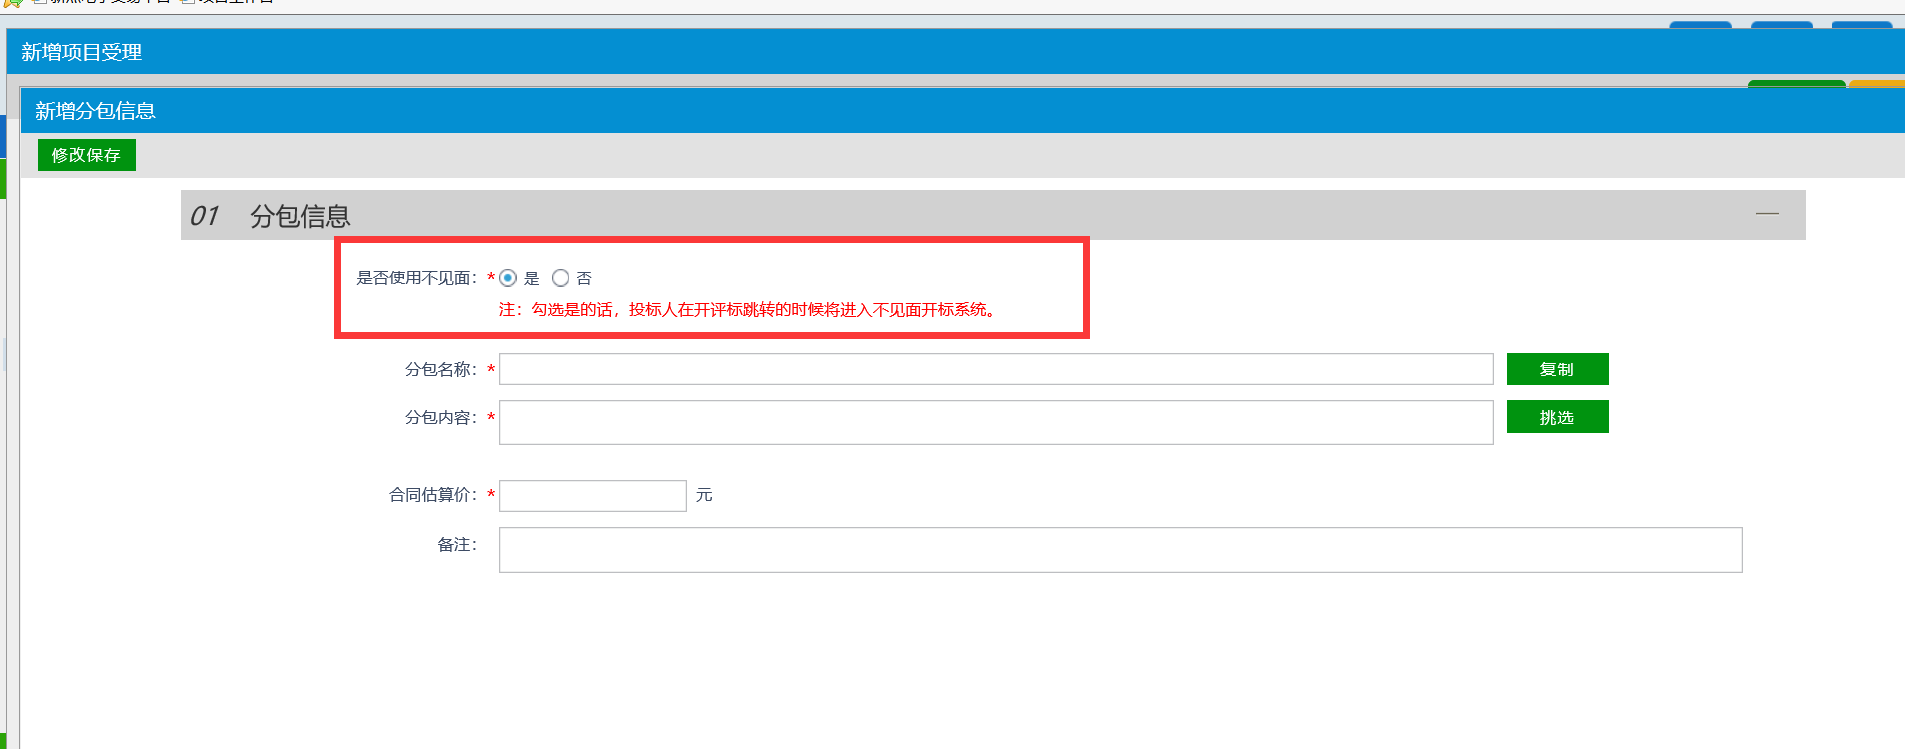 新增项目受理
新增分包信息
修改保存
01 分包信息
是否使用不见面：* 是 否
注：勾选是的话，投标人在开评标跳转的时候将进入不见面开标系统。
分包名称：* 复制
分包内容：* 挑选
合同估算价：* 元
备注：